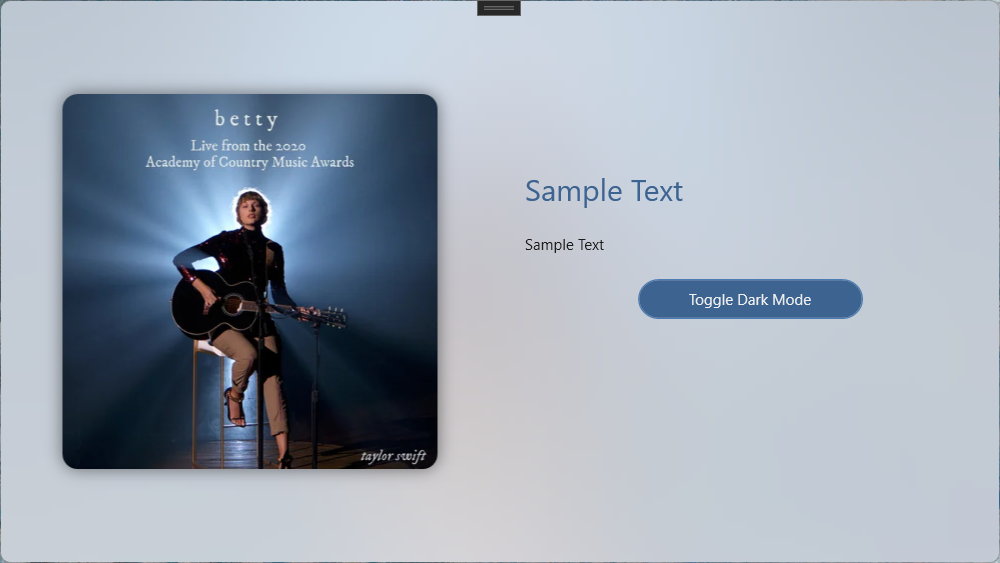 betty
Live from the 2020
Academy of Country Music Awards
taylor swift
Sample Text
Sample Text
Toggle Dark Mode